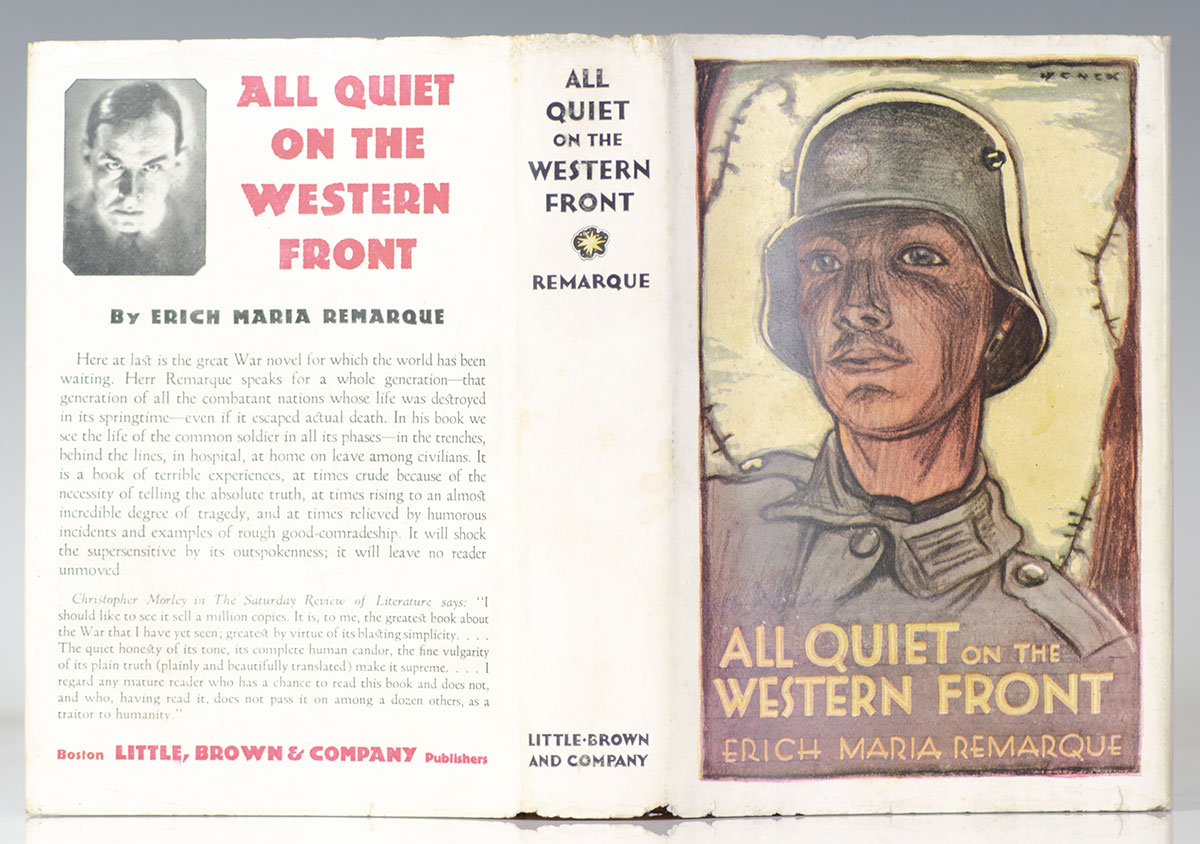 ALL QUIET
ON THE
WESTERN
FRONT
By ERICH MARIA REMARQUE
Here at last is the great War novel for which the world has been
waiting. Herr Remarque speaks for a whole generation—that
generation of all the combatant nations whose life was destroyed
in its springtime—even if it escaped actual death. In his book we
see the life of the common soldier in all its phases—in the trenches,
behind the lines, in hospital, at home on leave among civilians. It
is a book of terrible experiences, at times crude because of the
necessity of telling the absolute truth, at times rising to an almost
incredible degree of tragedy, and at times relieved by humorous
incidents and examples of rough good-comradeship. It will shock
the supersensitive by its outspokenness; it will leave no reader
unmoved.
Christopher Morley in The Saturday Review of Literature says: "I
should like to see it sell a million copies. It is, to me, the greatest book about
the War that I have yet seen; greatest by virtue of its blasting simplicity. . . .
The quiet honesty of its tone, its complete human candor, the fine vulgarity
of its plain truth (plainly and beautifully translated) make it supreme. . . . I
regard any mature reader who has a chance to read this book and does not,
and who, having read it, does not pass it on among a dozen others, as a
traitor to humanity."
Boston LITTLE, BROWN & COMPANY Publishers
ALL
QUIET
ON THE
WESTERN
FRONT
REMARQUE
LITTLE·BROWN
AND COMPANY
ALL QUIET ON THE
WESTERN FRONT
ERICH MARIA REMARQUE